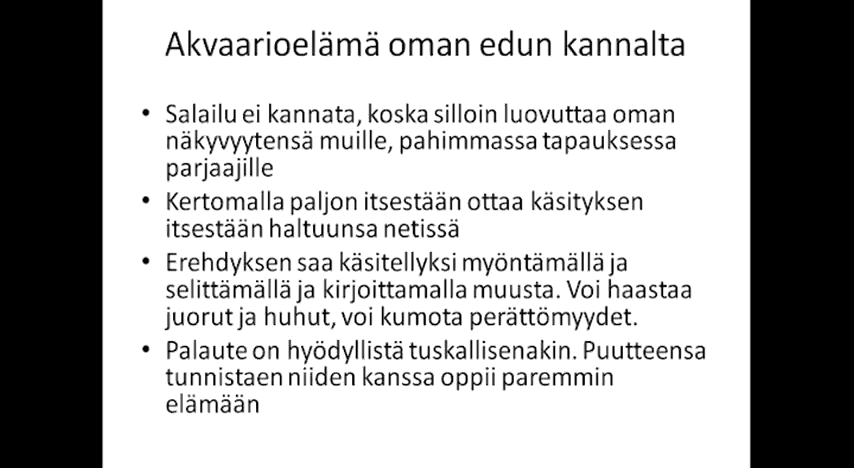 Akvaarioelämä oman edun kannalta
• Salailu ei kannata, koska silloin luovuttaa oman
näkyvyytensä muille, pahimmassa tapauksessa
parjaajille
• Kertomalla paljon itsestään ottaa käsityksen
itsestään haltuunsa netissä
• Erehdyksen saa käsitellyksi myöntämällä ja
selittämällä ja kirjoittamalla muusta. Voi haastaa
juorut ja huhut, voi kumota perättömyydet.
• Palaute on hyödyllistä tuskallisenakin. Puutteensa
tunnistaen niiden kanssa oppii paremmin
elämään